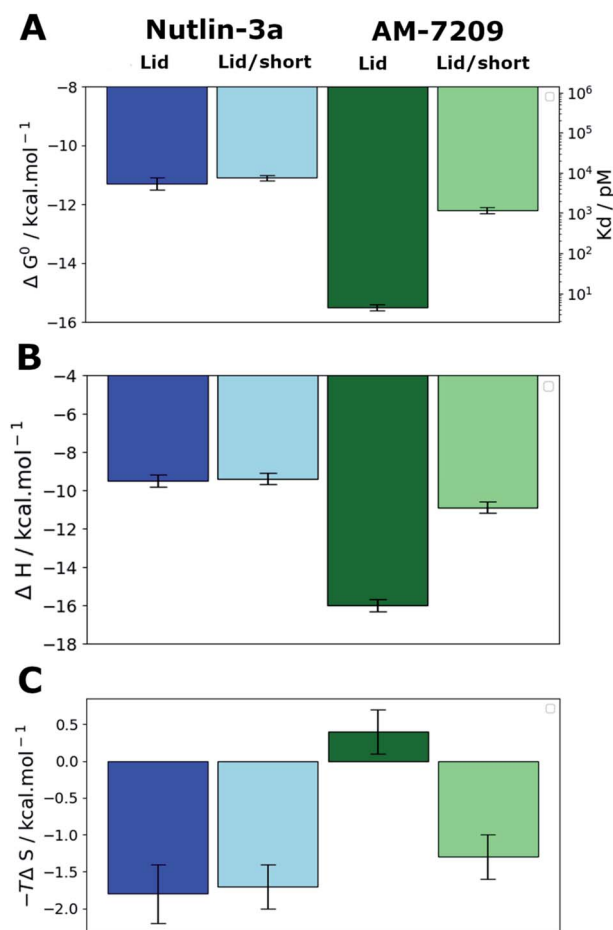 A
Nutlin-3a AM-7209
Lid Lid/short Lid Lid/short
Δ G⁰ / kcal.mol⁻¹
−8
−10
−12
−14
−16
10⁶
10⁵
10⁴
10³
10²
10¹
Kd / pM
B
Δ H / kcal.mol⁻¹
−4
−6
−8
−10
−12
−14
−16
−18
C
−TΔ S / kcal.mol⁻¹
0.5
0.0
−0.5
−1.0
−1.5
−2.0